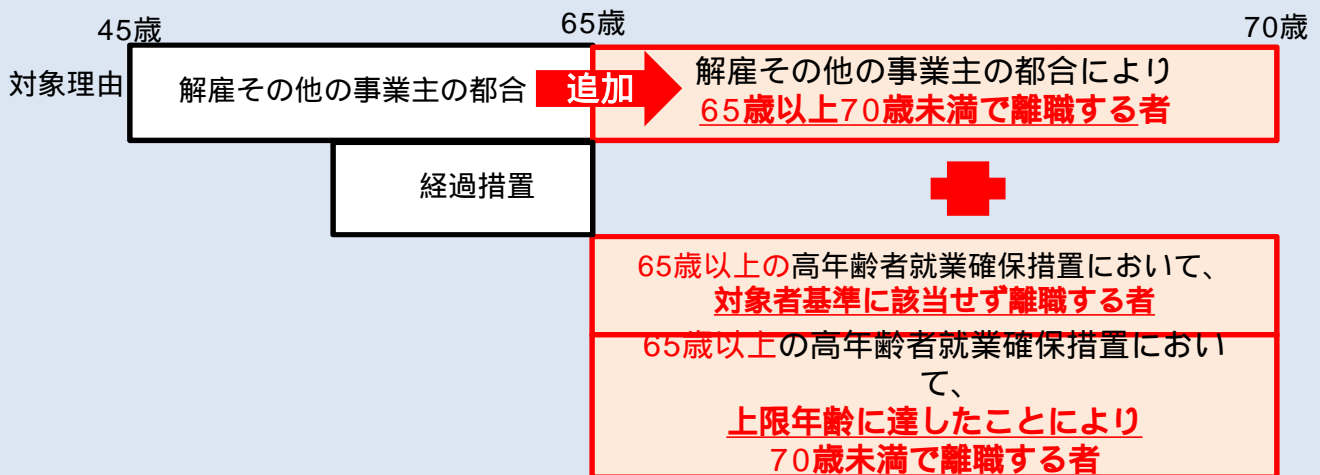 45歳
65歳
70歳
対象理由
解雇その他の事業主の都合
追加
解雇その他の事業主の都合により
65歳以上70歳未満で離職する者
経過措置
65歳以上の高年齢者就業確保措置において、
対象者基準に該当せず離職する者
65歳以上の高年齢者就業確保措置におい
て、
上限年齢に達したことにより
70歳未満で離職する者